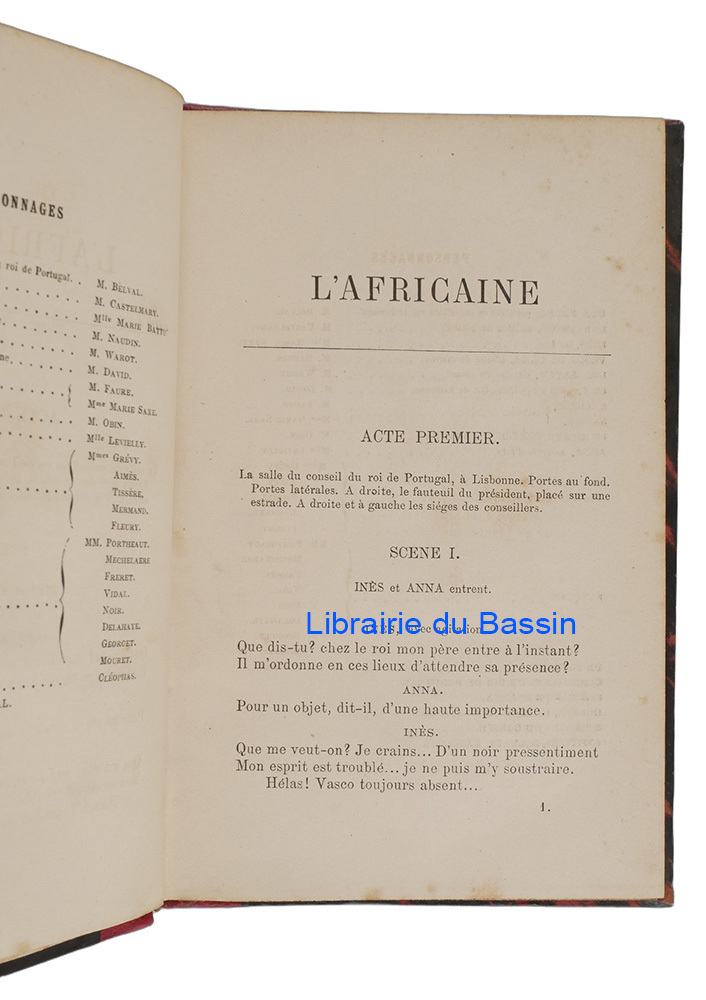 ONNAGES
roi de Portugal. . M. BELVAL.
M. CASTELMARY.
Mlle MARIE BATTU
M. NAUDIN.
M. WAROT.
M. DAVID.
M. FAURE.
Mme MARIE SAXE.
M. OBIN.
Mlle LEVIELLY.
Mmes GRÉVY.
AIMÈS.
TISSÈRE.
MERMAND.
FLEURY.
MM. PORTHEAUT.
MECHELAERE
FRERET.
VIDAL.
NOIR.
DELAHAYE.
GEORGET.
MOURET.
CLÉOPHAS.
L'AFRICAINE
ACTE PREMIER.
La salle du conseil du roi de Portugal, à Lisbonne. Portes au fond.
Portes latérales. A droite, le fauteuil du président, placé sur une
estrade. A droite et à gauche les siéges des conseillers.
SCENE I.
INÈS et ANNA entrent.
INÈS, avec agitation.
Librairie du Bassin
Que dis-tu? chez le roi mon père entre à l'instant?
Il m'ordonne en ces lieux d'attendre sa présence?
ANNA.
Pour un objet, dit-il, d'une haute importance.
INÈS.
Que me veut-on? Je crains... D'un noir pressentiment
Mon esprit est troublé... je ne puis m'y soustraire.
Hélas! Vasco toujours absent...
1.